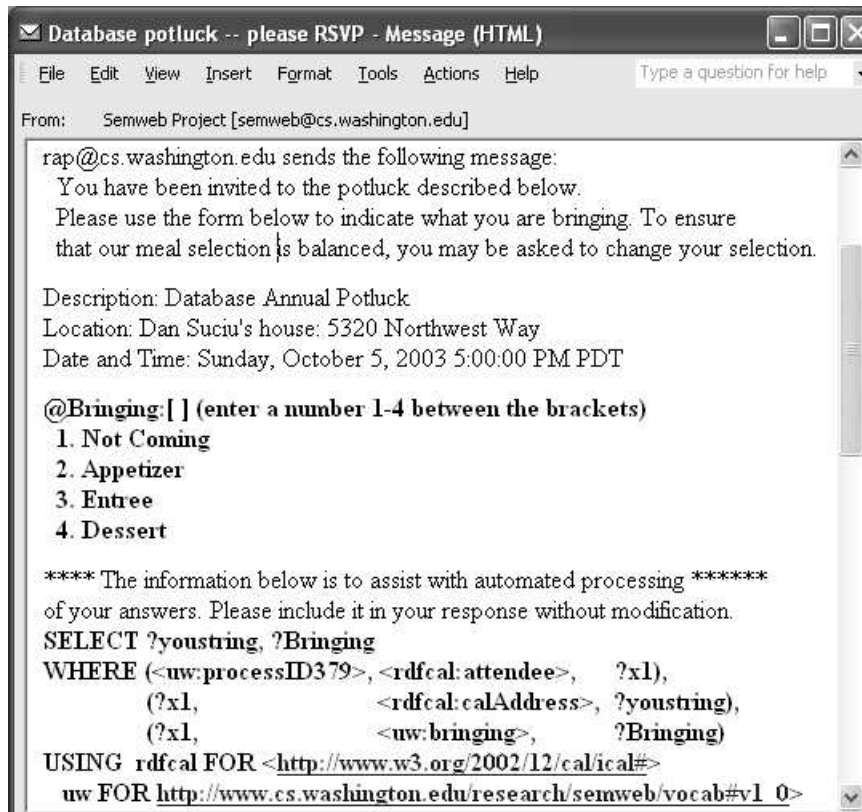 Database potluck -- please RSVP - Message (HTML)
File Edit View Insert Format Tools Actions Help Type a question for help
From: Semweb Project [semweb@cs.washington.edu]
rap@cs.washington.edu sends the following message:
You have been invited to the potluck described below.
Please use the form below to indicate what you are bringing. To ensure
that our meal selection is balanced, you may be asked to change your selection.
Description: Database Annual Potluck
Location: Dan Suciu's house: 5320 Northwest Way
Date and Time: Sunday, October 5, 2003 5:00:00 PM PDT
@Bringing:[ ] (enter a number 1-4 between the brackets)
1. Not Coming
2. Appetizer
3. Entree
4. Dessert
**** The information below is to assist with automated processing ******
of your answers. Please include it in your response without modification.
SELECT ?youstring, ?Bringing
WHERE (<uw:processID379>, <rdfcal:attendee>, ?x1),
(?x1, <rdfcal:calAddress>, ?youstring),
(?x1, <uw:bringing>, ?Bringing)
USING rdfcal FOR <http://www.w3.org/2002/12/cal/ical#>
uw FOR http://www.cs.washington.edu/research/semweb/vocab#v1_0>